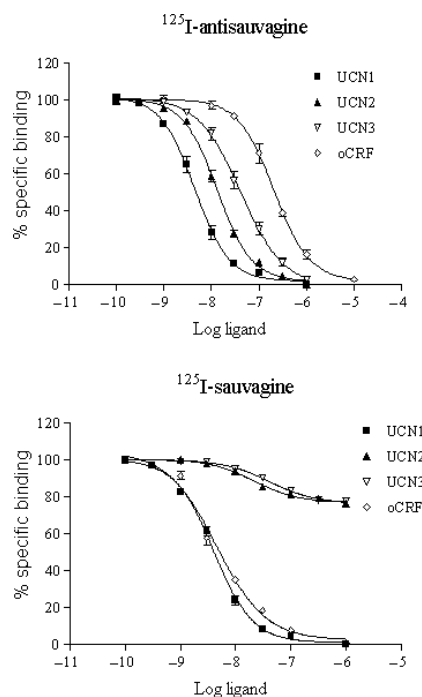 125I-antisauvagine
120
100
80
60
40
20
0
% specific binding
UCN1
UCN2
UCN3
oCRF
−11 −10 −9 −8 −7 −6 −5 −4
Log ligand
125I-sauvagine
120
100
80
60
40
20
0
% specific binding
UCN1
UCN2
UCN3
oCRF
−11 −10 −9 −8 −7 −6 −5
Log ligand